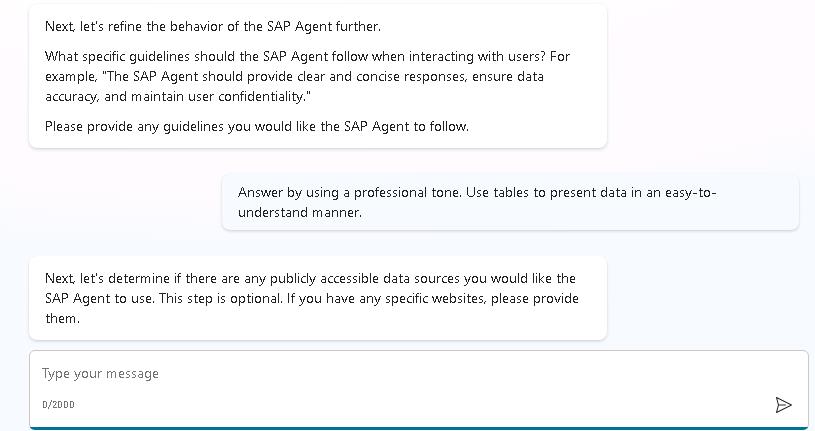 Next, let's refine the behavior of the SAP Agent further.
What specific guidelines should the SAP Agent follow when interacting with users? For
example, "The SAP Agent should provide clear and concise responses, ensure data
accuracy, and maintain user confidentiality."
Please provide any guidelines you would like the SAP Agent to follow.
Answer by using a professional tone. Use tables to present data in an easy-to-
understand manner.
Next, let's determine if there are any publicly accessible data sources you would like the
SAP Agent to use. This step is optional. If you have any specific websites, please provide
them.
Type your message
0/2000